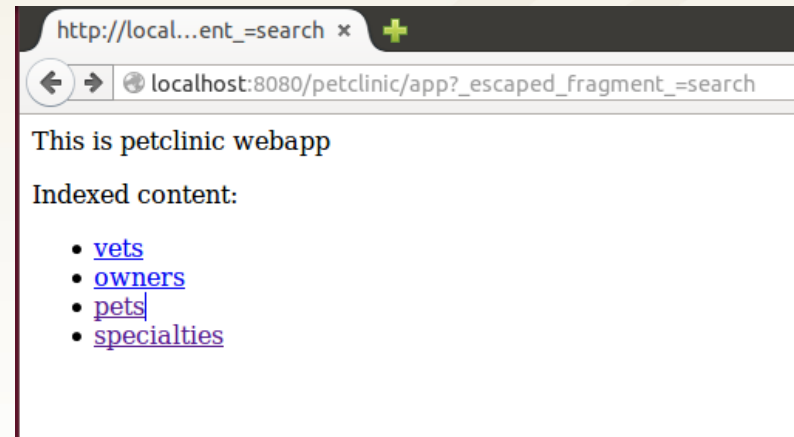 http://local...ent_=search ×
localhost:8080/petclinic/app?_escaped_fragment_=search
This is petclinic webapp
Indexed content:
• vets
• owners
• pets
• specialties